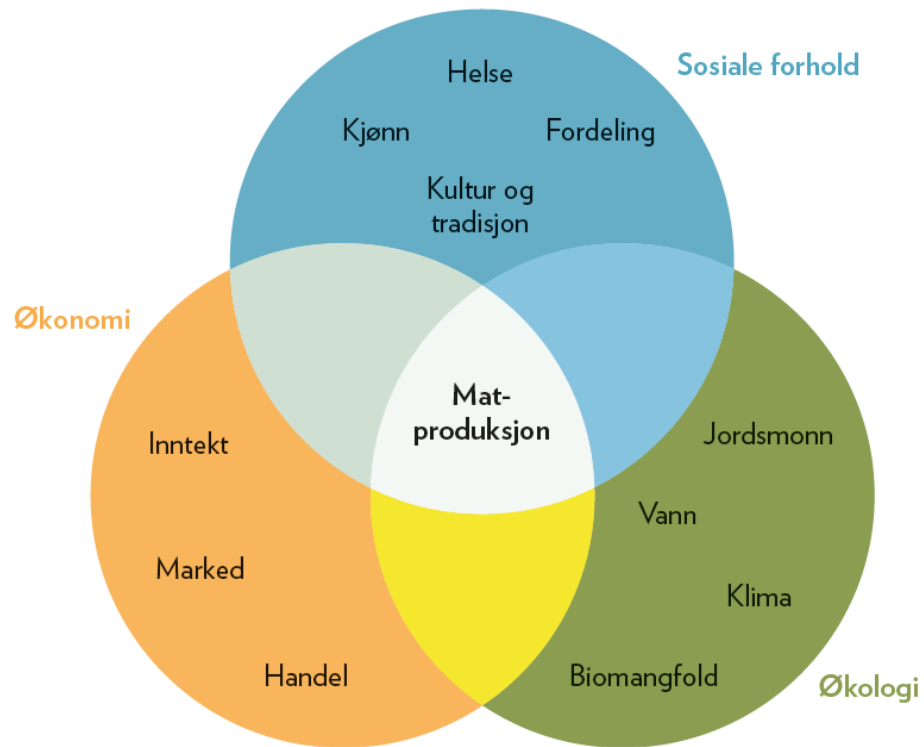 Sosiale forhold
Helse
Kjønn
Fordeling
Kultur og
tradisjon
Økonomi
Inntekt
Marked
Handel
Mat-
produksjon
Jordsmonn
Vann
Klima
Biomangfold
Økologi